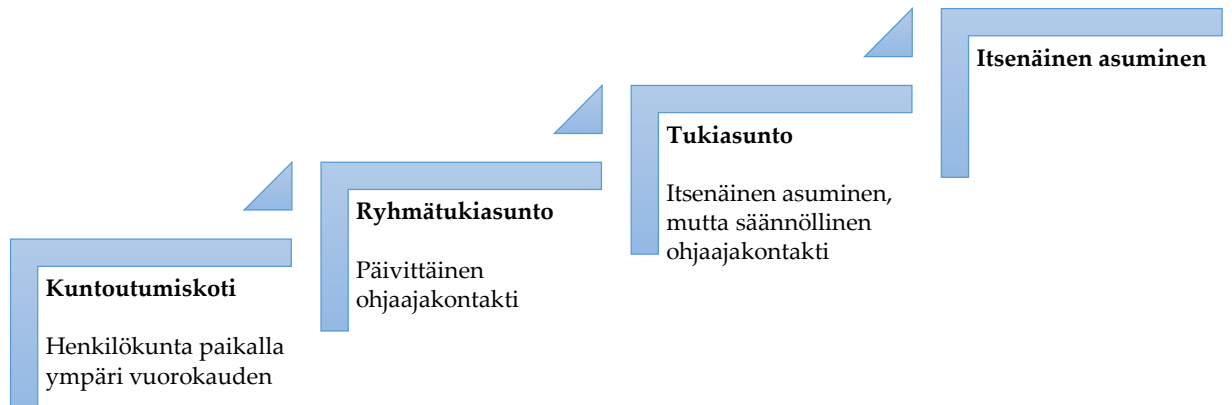 Kuntoutumiskoti
Henkilökunta paikalla
ympäri vuorokauden
Ryhmätukiasunto
Päivittäinen
ohjaajakontakti
Tukiasunto
Itsenäinen asuminen,
mutta säännöllinen
ohjaajakontakti
Itsenäinen asuminen